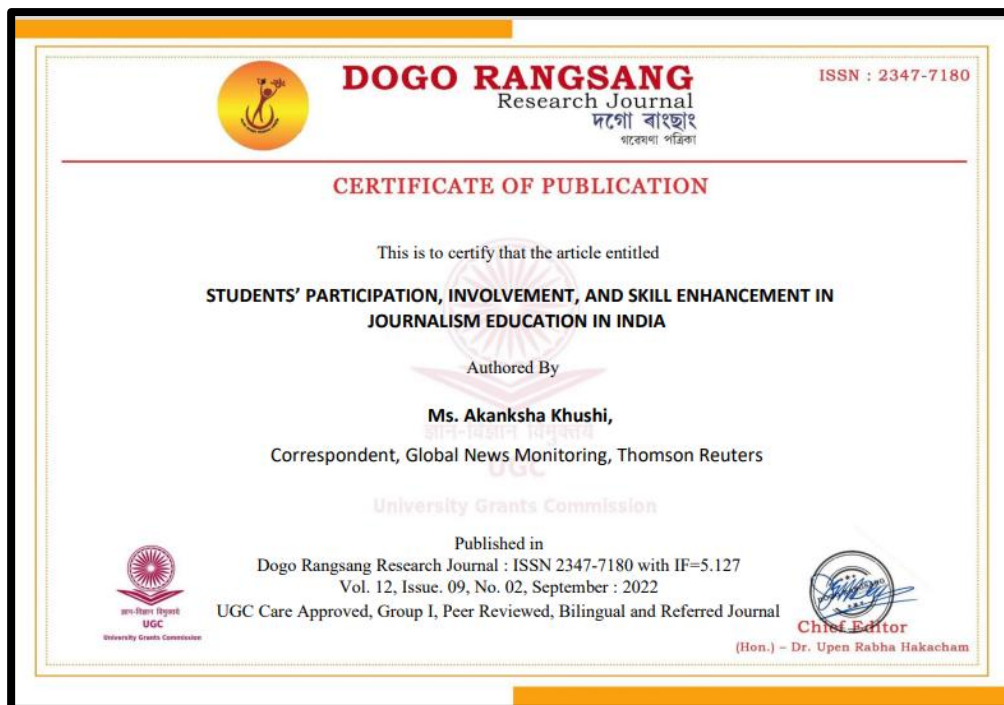 DOGO RANGSANG
ISSN : 2347-7180
Research Journal
দগো ৰাংছাং
গৱেষণা পত্ৰিকা
CERTIFICATE OF PUBLICATION
This is to certify that the article entitled
STUDENTS’ PARTICIPATION, INVOLVEMENT, AND SKILL ENHANCEMENT IN
JOURNALISM EDUCATION IN INDIA
Authored By
Ms. Akanksha Khushi,
ज्ञान-विज्ञान विमुक्तये
Correspondent, Global News Monitoring, Thomson Reuters
UGC
University Grants Commission
Published in
Dogo Rangsang Research Journal : ISSN 2347-7180 with IF=5.127
Vol. 12, Issue. 09, No. 02, September : 2022
UGC Care Approved, Group I, Peer Reviewed, Bilingual and Referred Journal
ज्ञान-विज्ञान विमुक्तये
UGC
University Grants Commission
Chief Editor
(Hon.) – Dr. Upen Rabha Hakacham